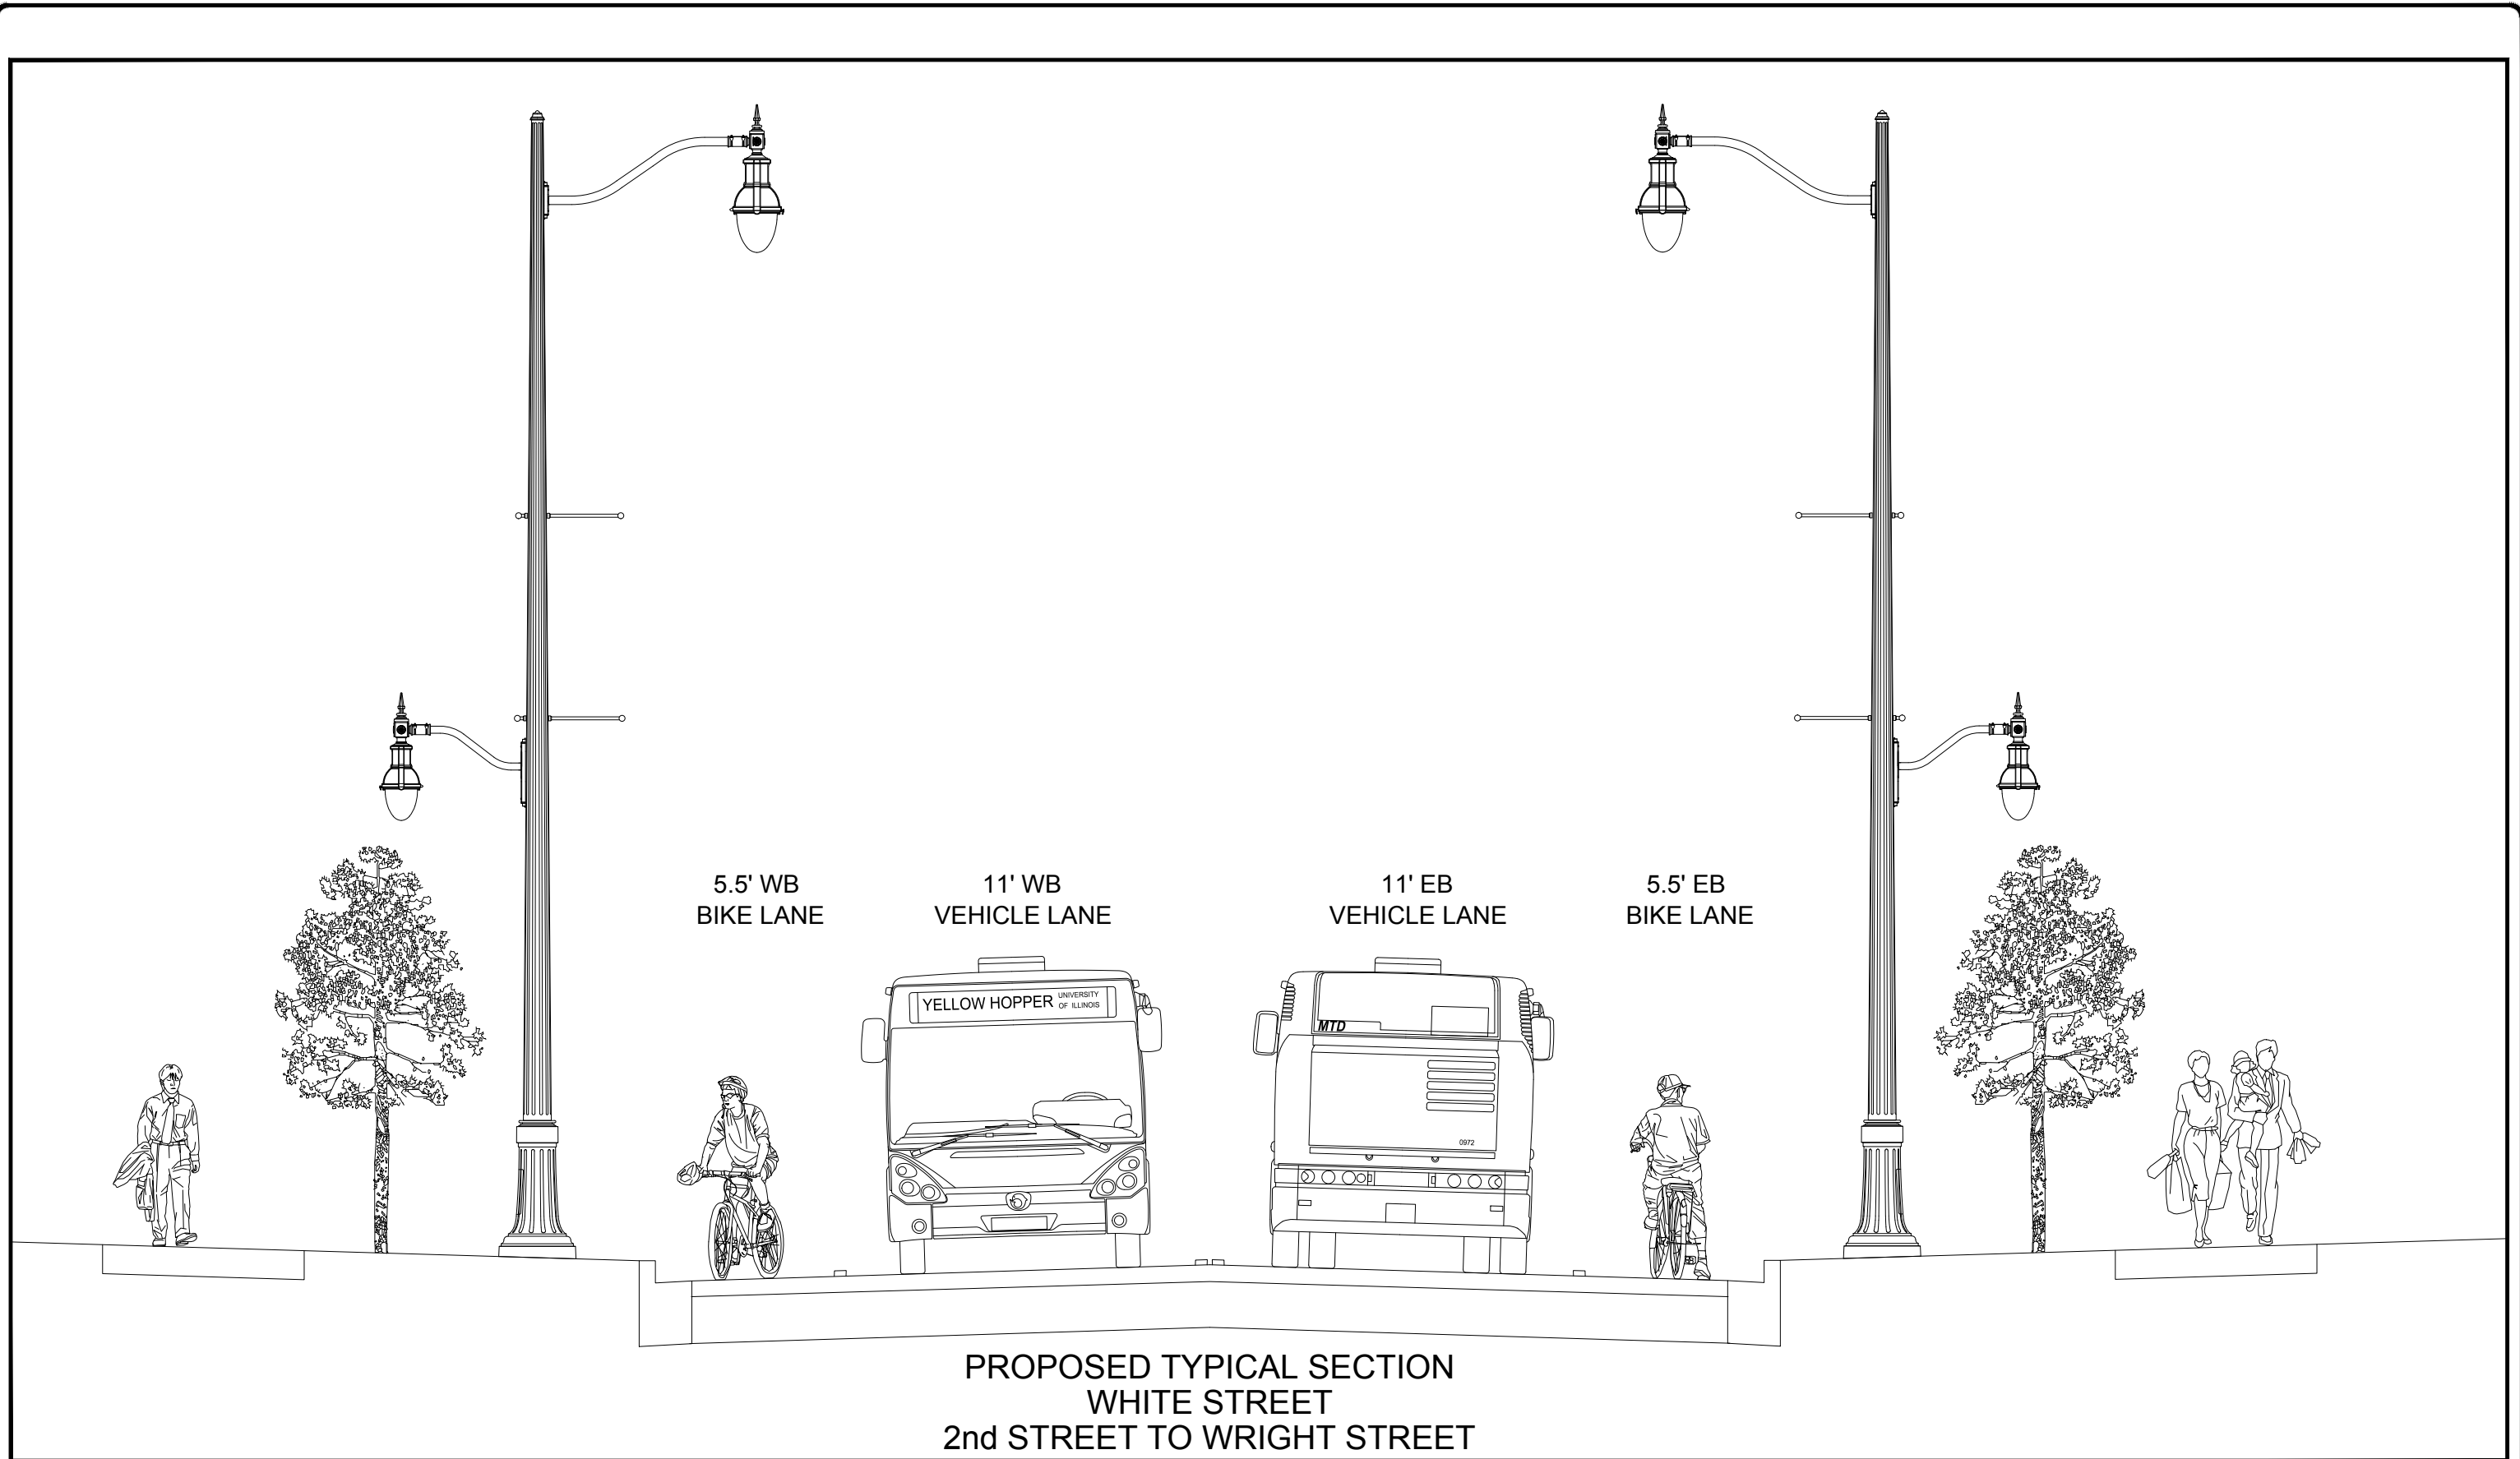 5.5' WB
BIKE LANE
11' WB
VEHICLE LANE
11' EB
VEHICLE LANE
5.5' EB
BIKE LANE
YELLOW HOPPER UNIVERSITY
OF ILLINOIS
MTD
0972
PROPOSED TYPICAL SECTION
WHITE STREET
2nd STREET TO WRIGHT STREET